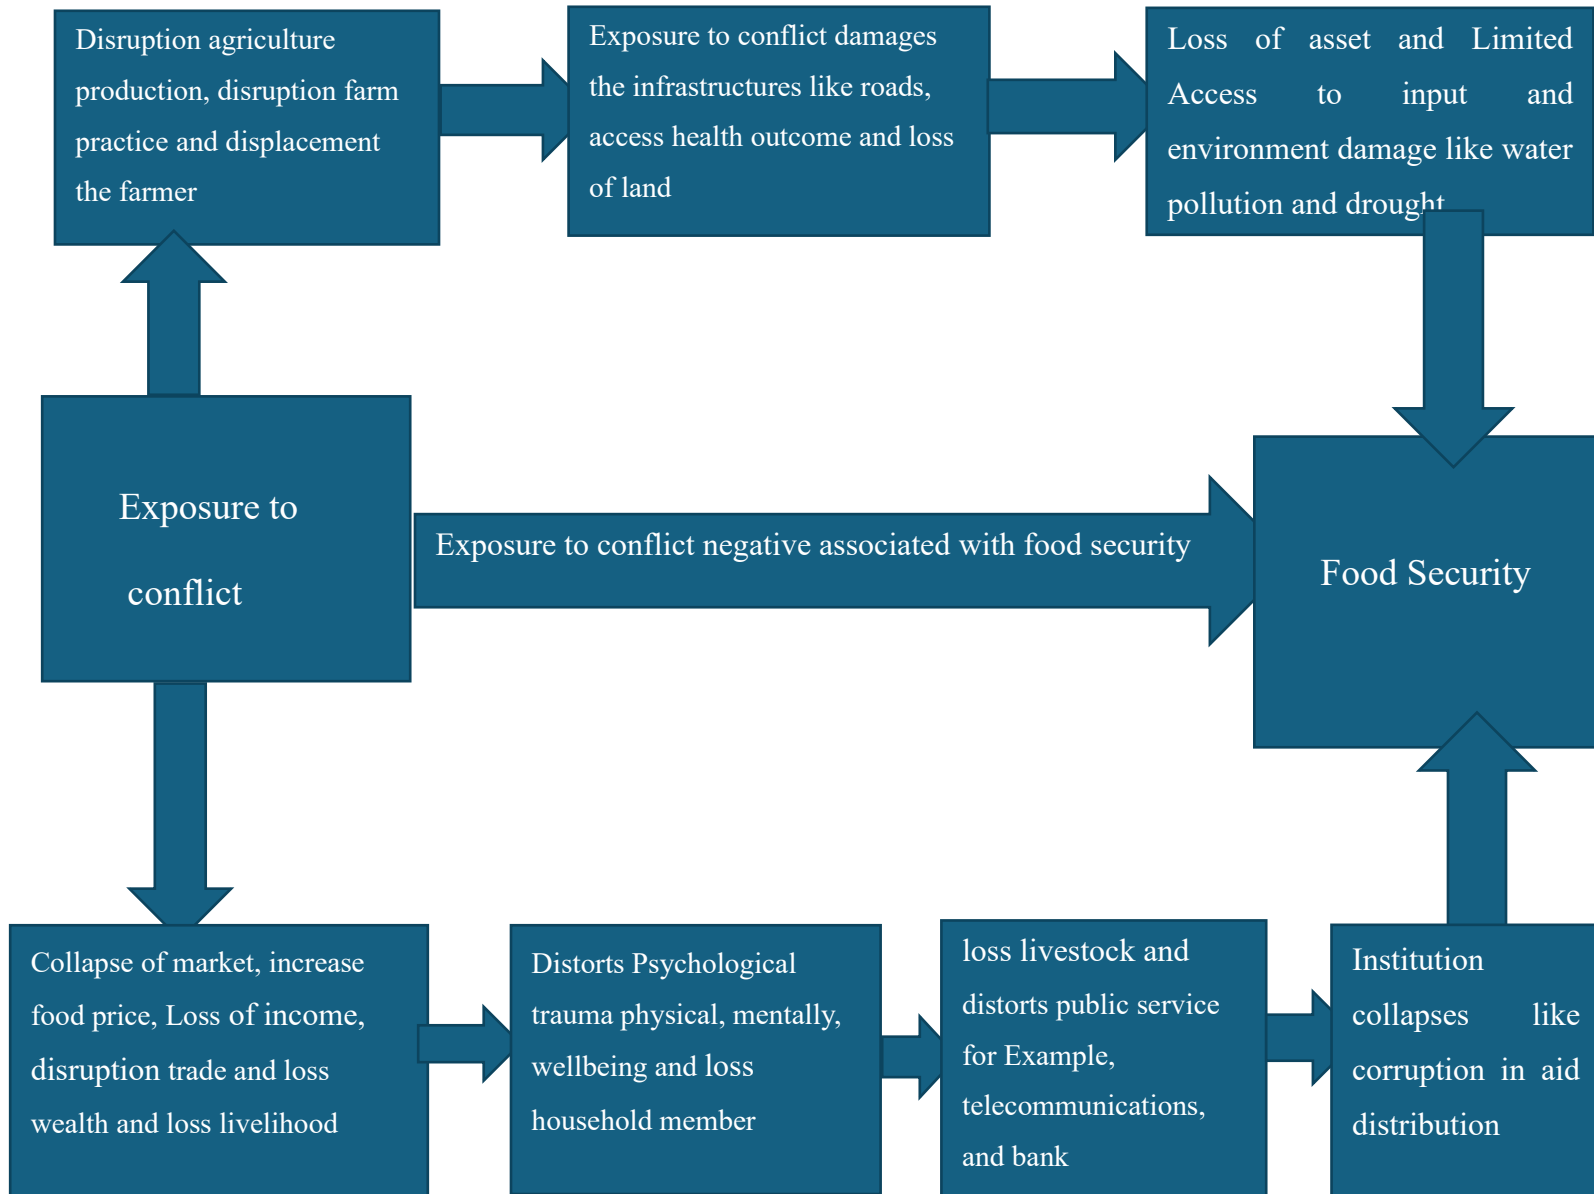 Disruption agriculture
production, disruption farm
practice and displacement
the farmer
Exposure to conflict damages
the infrastructures like roads,
access health outcome and loss
of land
Loss of asset and Limited
Access to input and
environment damage like water
pollution and drought
Exposure to
conflict
Exposure to conflict negative associated with food security
Food Security
Collapse of market, increase
food price, Loss of income,
disruption trade and loss
wealth and loss livelihood
Distorts Psychological
trauma physical, mentally,
wellbeing and loss
household member
loss livestock and
distorts public service
for Example,
telecommunications,
and bank
Institution
collapses like
corruption in aid
distribution